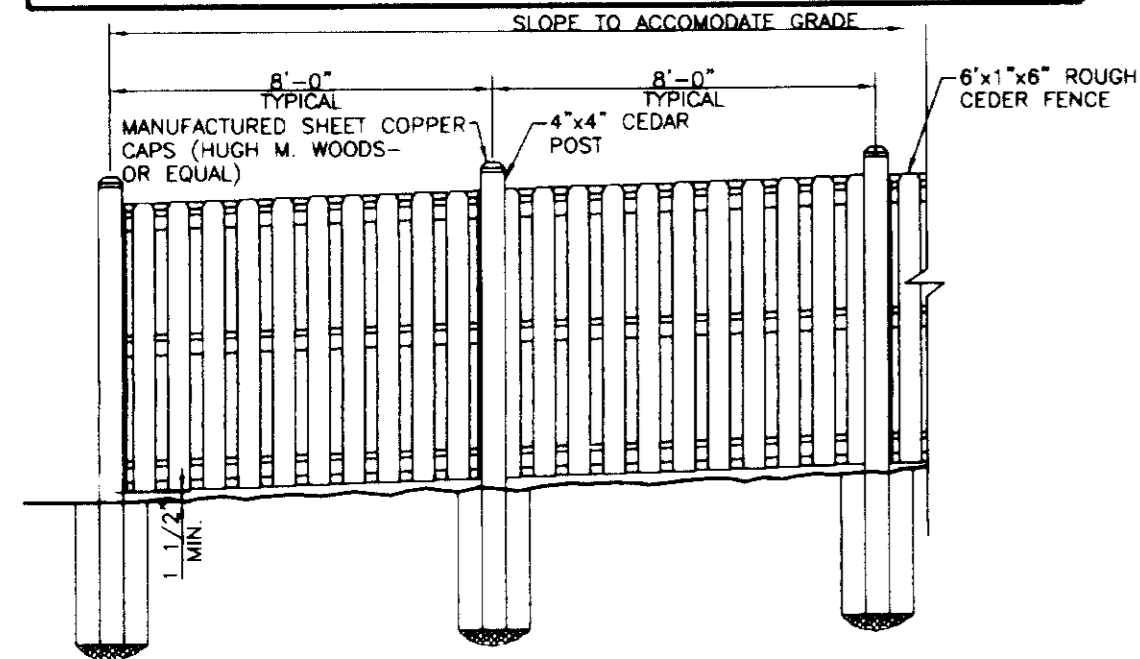 SLOPE TO ACCOMODATE GRADE
8'-0"
TYPICAL
8'-0"
TYPICAL
6'x1"x6" ROUGH
CEDER FENCE
MANUFACTURED SHEET COPPER
CAPS (HUGH M. WOODS-
OR EQUAL)
4"x4" CEDAR
POST
1 1/2"
MIN.